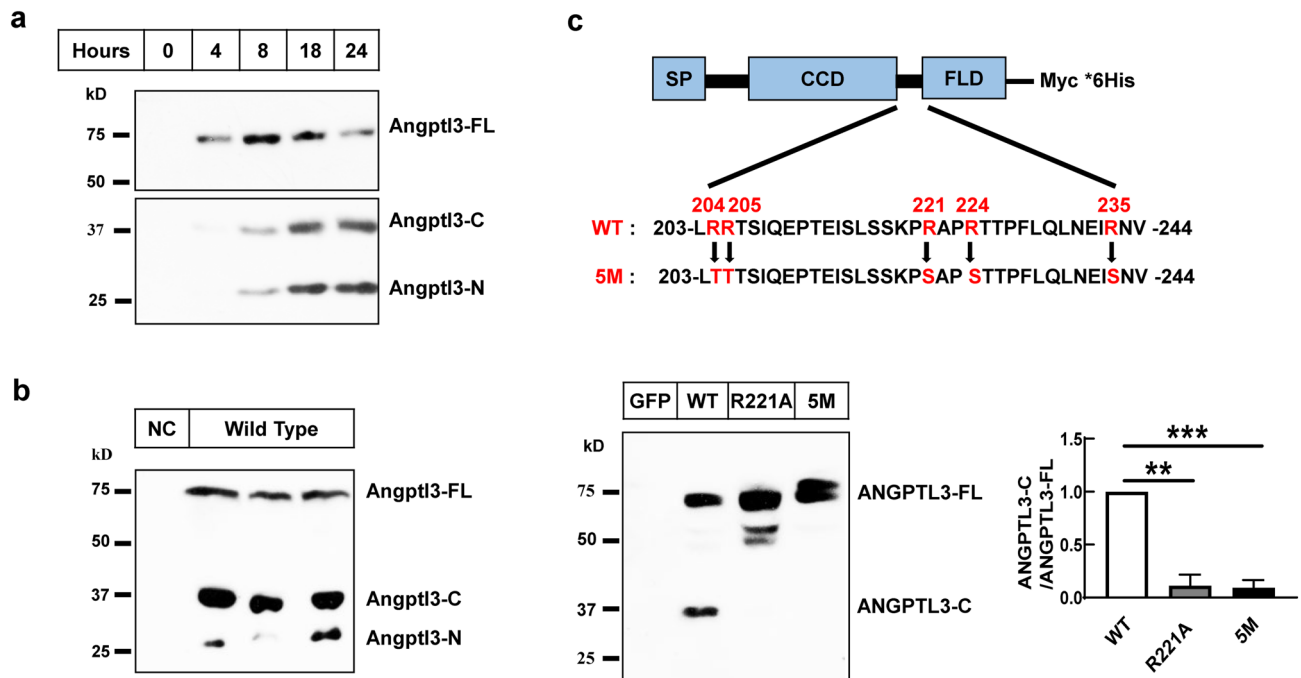 a
Hours 0 4 8 18 24
kD
75
50
37
25
Angptl3-FL
Angptl3-C
Angptl3-N
b
NC Wild Type
kD
75
50
37
25
Angptl3-FL
Angptl3-C
Angptl3-N
c
SP CCD FLD Myc *6His
204 205 221 224 235
WT : 203-LRRTSIQEPTEISLSSKPRAPRTTPFLQLNEIRNV -244
5M : 203-LTTTSIQEPTEISLSSKPSAPSTTPFLQLNEISNV -244
GFP WT R221A 5M
kD
75
50
37
25
ANGPTL3-FL
ANGPTL3-C
ANGPTL3-C
/ANGPTL3-FL
1.5
1.0
0.5
0.0
***
**
WT
R221A
5M